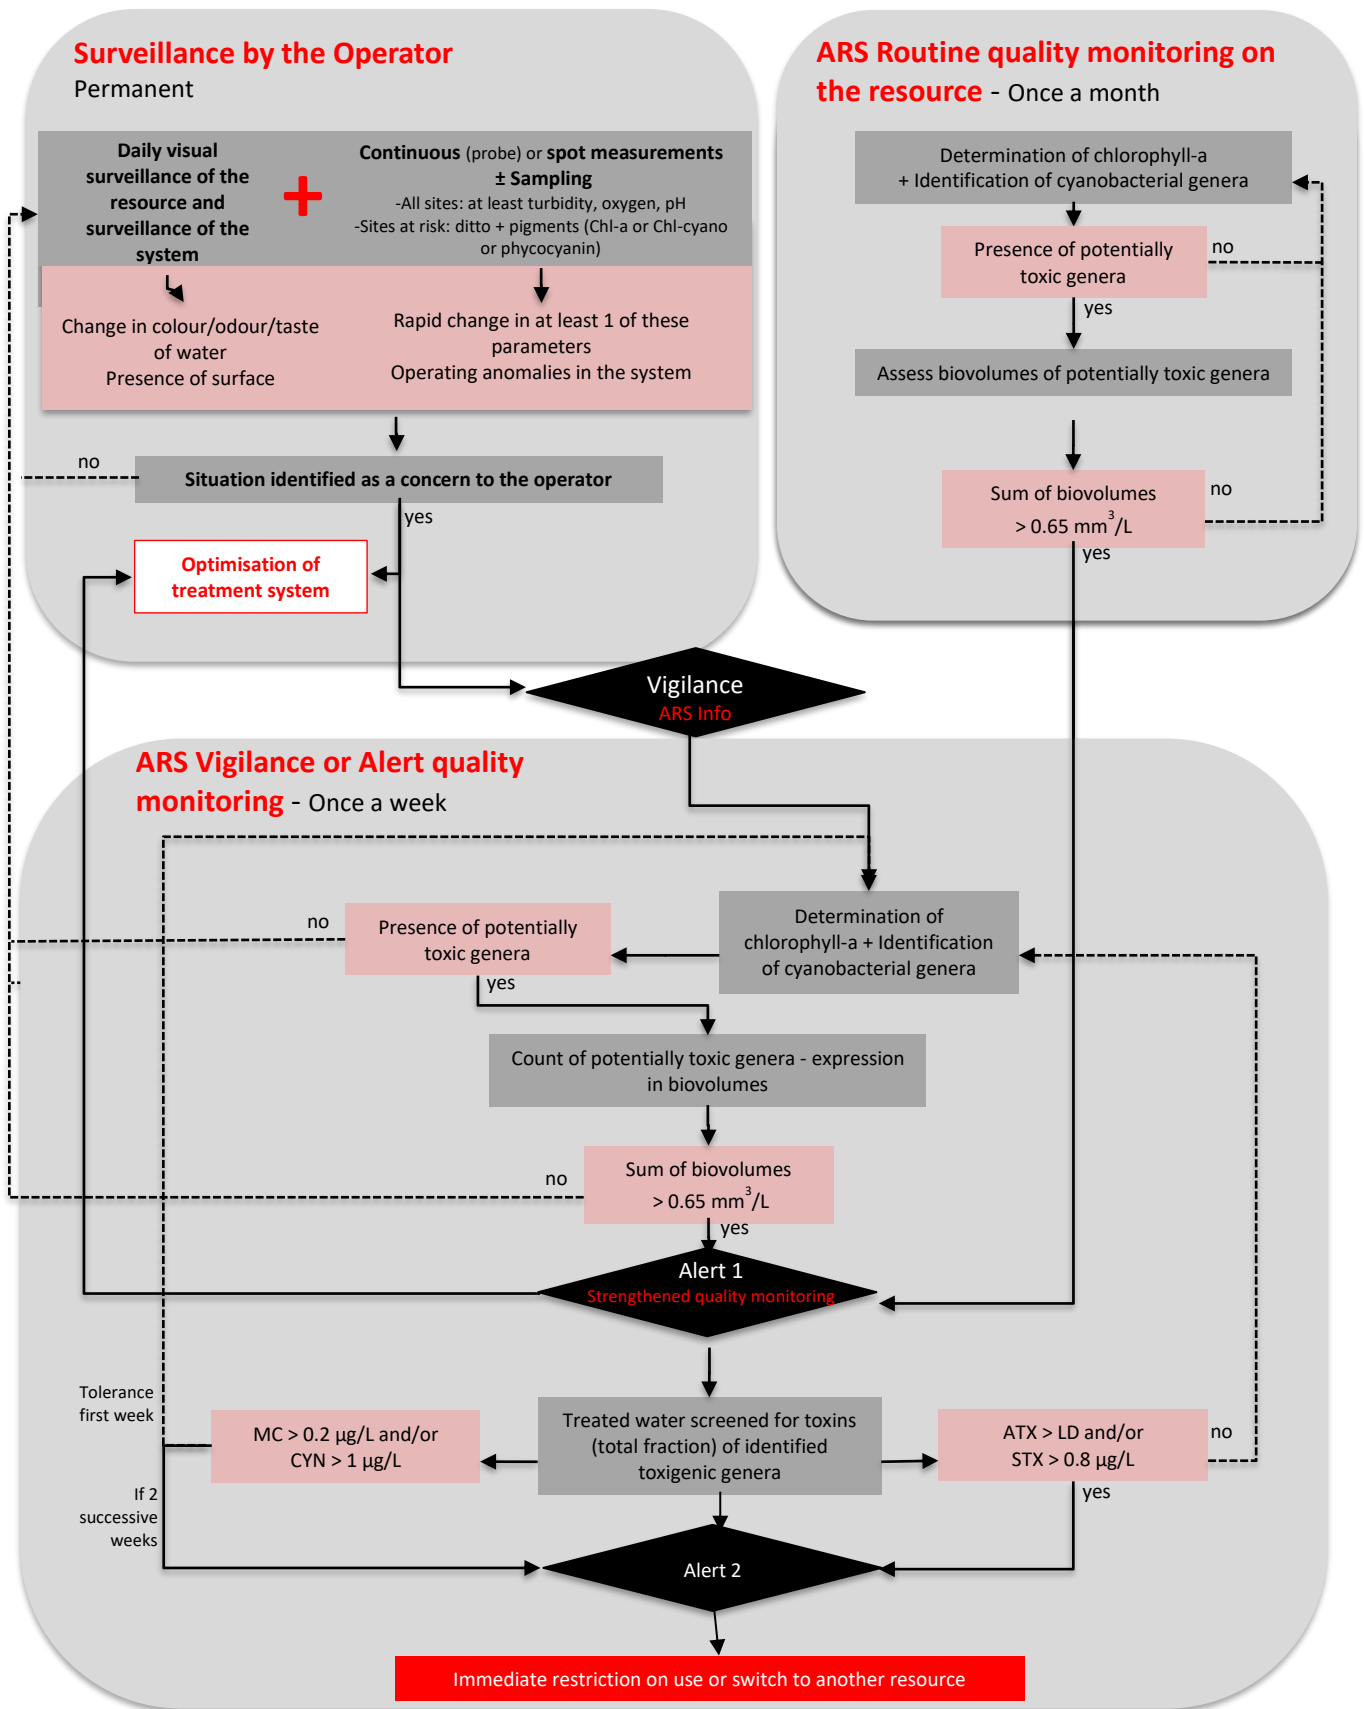 Surveillance by the Operator
Permanent
Daily visual
surveillance of the
resource and
surveillance of the
system
+
Continuous (probe) or spot measurements
± Sampling
-All sites: at least turbidity, oxygen, pH
-Sites at risk: ditto + pigments (Chl-a or Chl-cyano
or phycocyanin)
Change in colour/odour/taste
of water
Presence of surface
Rapid change in at least 1 of these
parameters
Operating anomalies in the system
no
Situation identified as a concern to the operator
yes
Optimisation of
treatment system
ARS Routine quality monitoring on
the resource - Once a month
Determination of chlorophyll-a
+ Identification of cyanobacterial genera
Presence of potentially
toxic genera
no
yes
Assess biovolumes of potentially toxic genera
Sum of biovolumes
> 0.65 mm³/L
no
yes
Vigilance
ARS Info
ARS Vigilance or Alert quality
monitoring - Once a week
no
Presence of potentially
toxic genera
yes
Determination of
chlorophyll-a + Identification
of cyanobacterial genera
Count of potentially toxic genera - expression
in biovolumes
no
Sum of biovolumes
> 0.65 mm³/L
yes
Alert 1
Strengthened quality monitoring
Tolerance
first week
MC > 0.2 µg/L and/or
CYN > 1 µg/L
If 2
successive
weeks
Treated water screened for toxins
(total fraction) of identified
toxigenic genera
ATX > LD and/or
STX > 0.8 µg/L
no
yes
Alert 2
Immediate restriction on use or switch to another resource